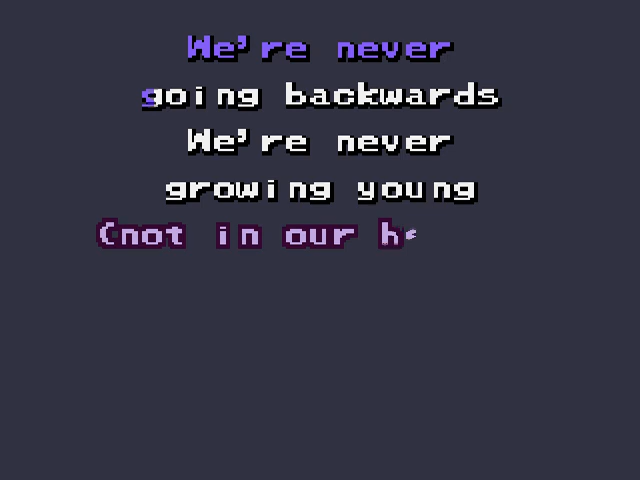 We're never
going backwards
We're never
growing young
(not in our